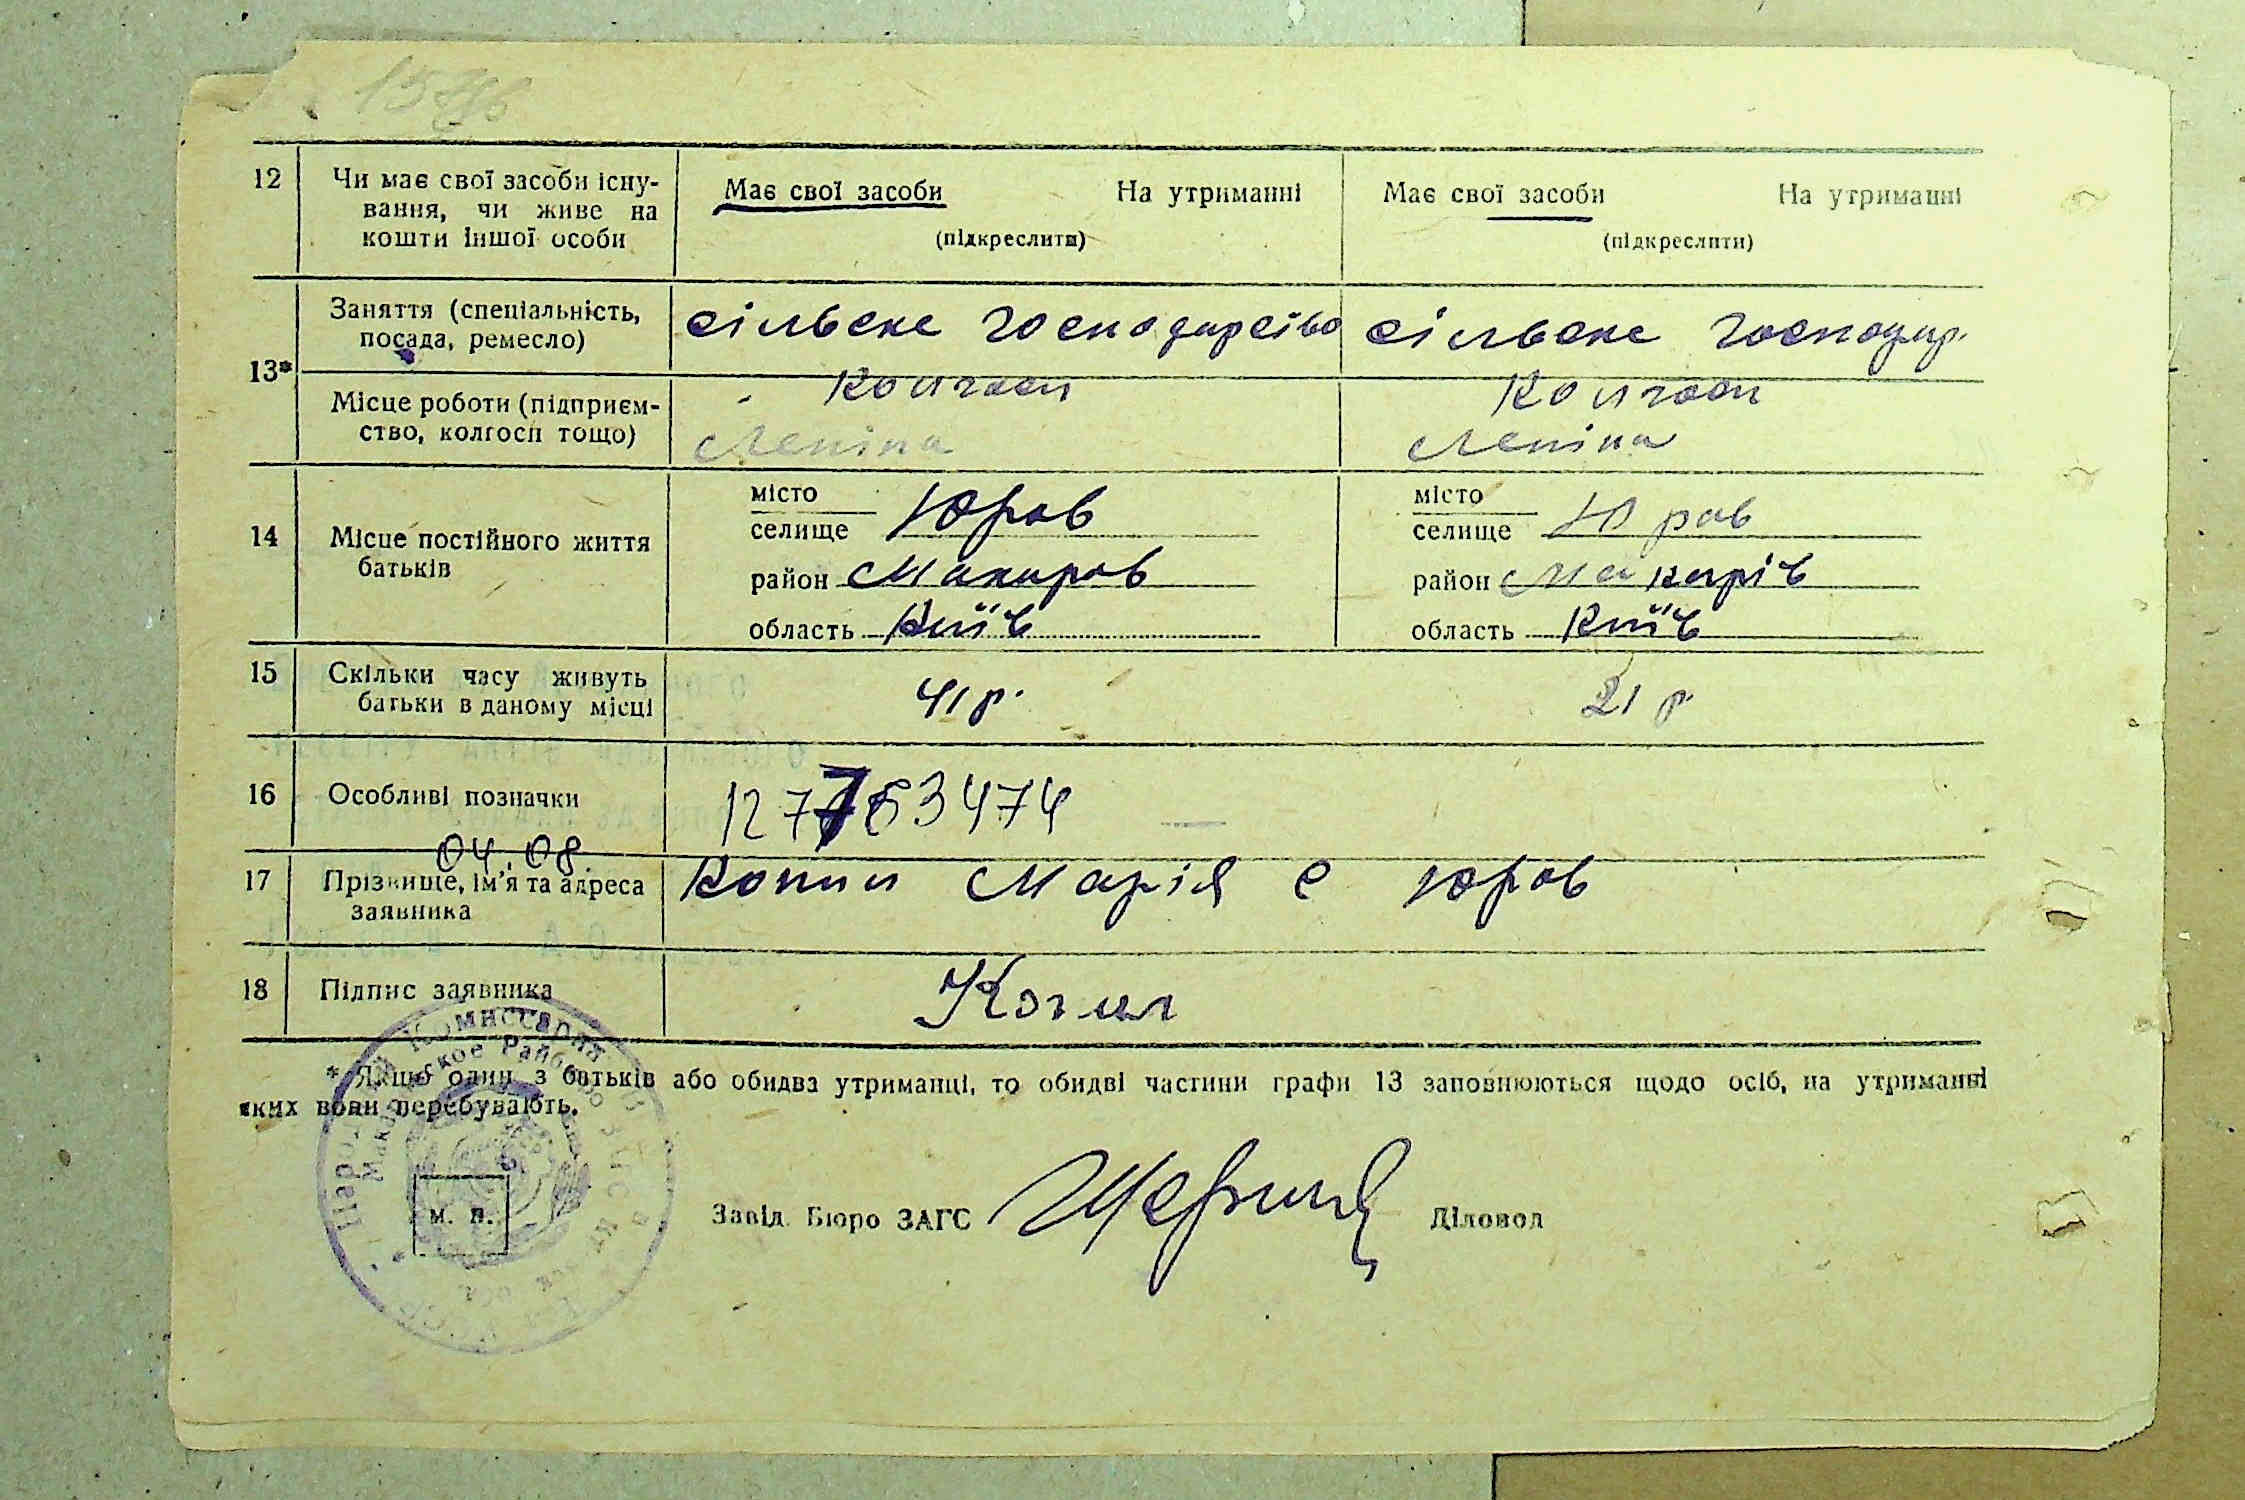 12 Чи має свої засоби існу-
вання, чи живе на
кошти іншої особи
Має свої засоби На утриманні
(підкреслити)
Має свої засоби На утриманні
(підкреслити)
13*
Заняття (спеціальність,
посада, ремесло)
сільске господарство
сільске господар.
Місце роботи (підприєм-
ство, колгосп тощо)
Колгосп
Леніна
Колгосп
Леніна
14 Місце постійного життя
батьків
місто
селище Юров
район Макаров
область Київ
місто
селище Юров
район Макарів
область Київ
15 Скільки часу живуть
батьки в даному місці
41 р.
21 р.
16 Особливі позначки
04.08
17 Прізвище, ім'я та адреса
заявника
Марія с Юров
18 Підпис заявника
* Якщо один з батьків або обидва утриманці, то обидві частини графи 13 заповнюються щодо осіб, на утриманні
яких вони перебувають.
м. п.
Завід. Бюро ЗАГС
Діловод